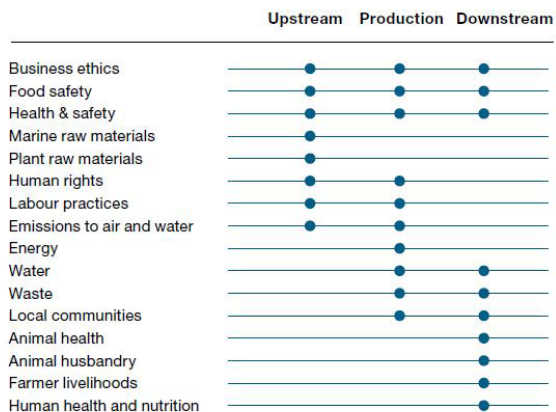 Upstream Production Downstream
Business ethics
Food safety
Health & safety
Marine raw materials
Plant raw materials
Human rights
Labour practices
Emissions to air and water
Energy
Water
Waste
Local communities
Animal health
Animal husbandry
Farmer livelihoods
Human health and nutrition